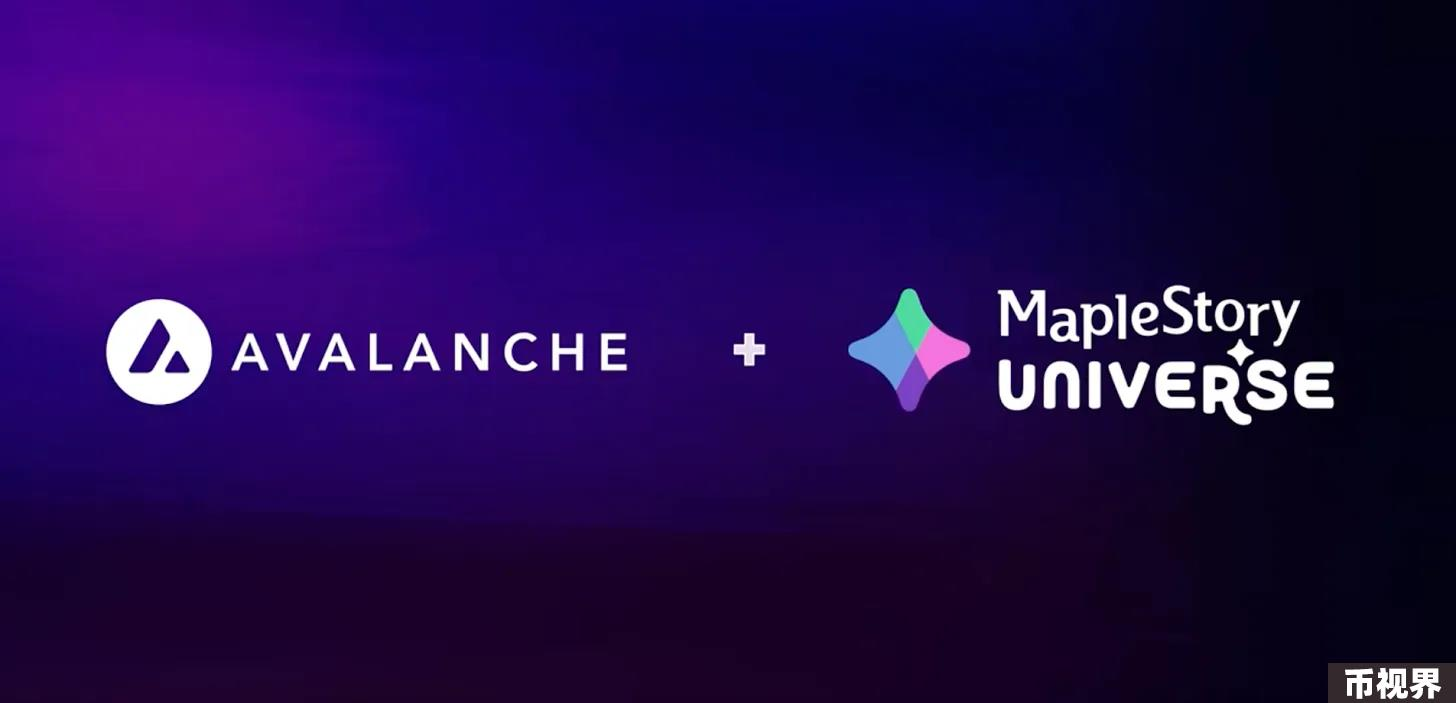 AVALANCHE
+
MapleStory
UNIVERSE
币视界